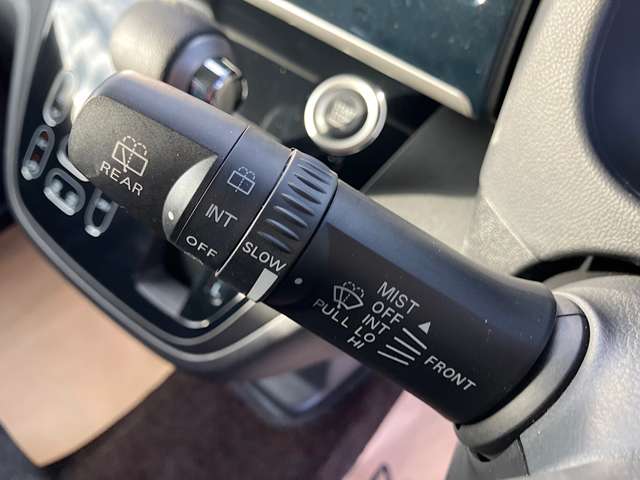 REAR
INT
OFF
SLOW
MIST
OFF
INT
PULL LO
HI
FRONT